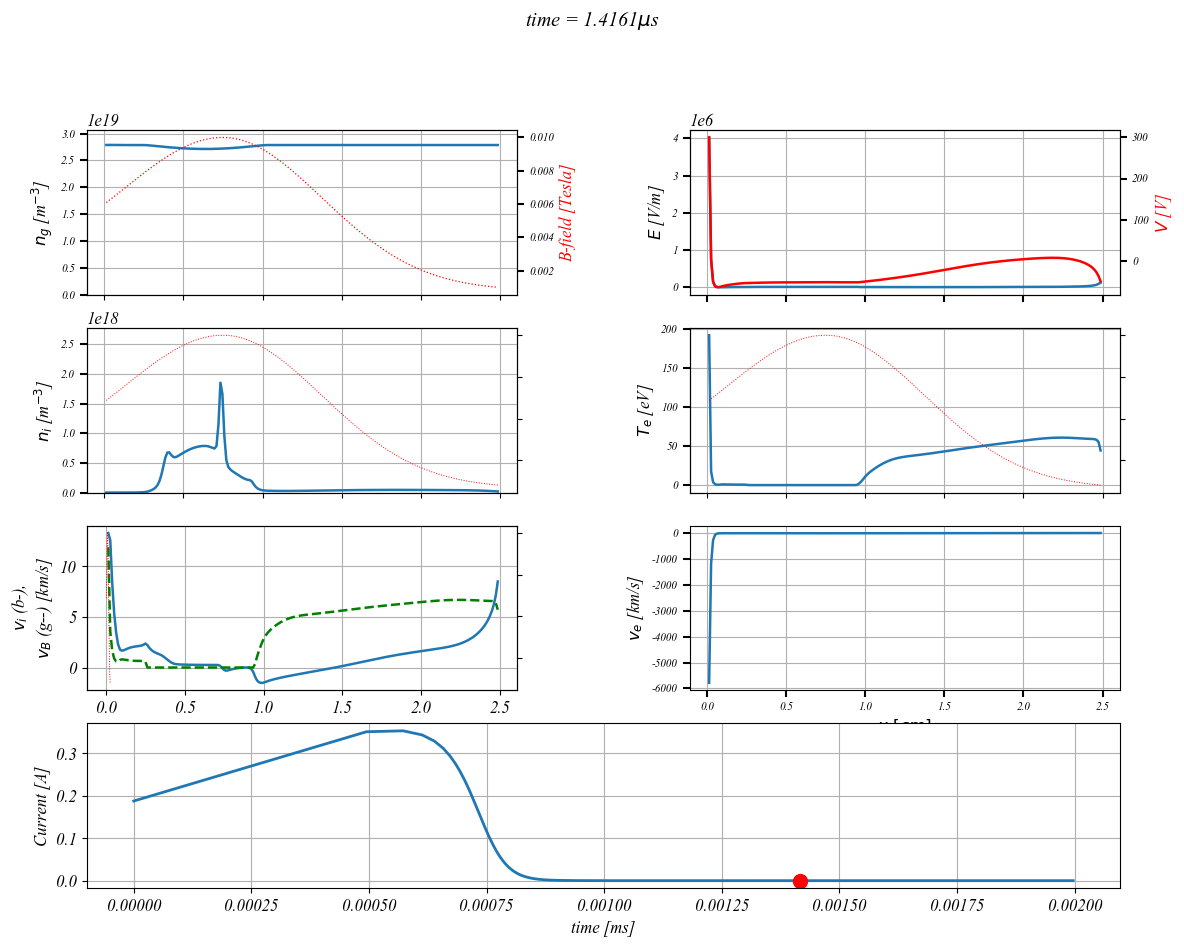 time = 1.4161μs
1e19
3.0
2.5
2.0
1.5
1.0
0.5
0.0
n_g [m⁻³]
0.010
0.008
0.006
0.004
0.002
B-field [Tesla]
1e6
4
3
2
1
0
E [V/m]
300
200
100
0
V [V]
1e18
2.5
2.0
1.5
1.0
0.5
0.0
n_i [m⁻³]
200
150
100
50
0
T_e [eV]
10
5
0
v_i (b-),
v_B (g--) [km/s]
0.0 0.5 1.0 1.5 2.0 2.5
0
-1000
-2000
-3000
-4000
-5000
-6000
v_e [km/s]
0.0 0.5 1.0 1.5 2.0 2.5
0.3
0.2
0.1
0.0
Current [A]
0.00000 0.00025 0.00050 0.00075 0.00100 0.00125 0.00150 0.00175 0.00200
time [ms]